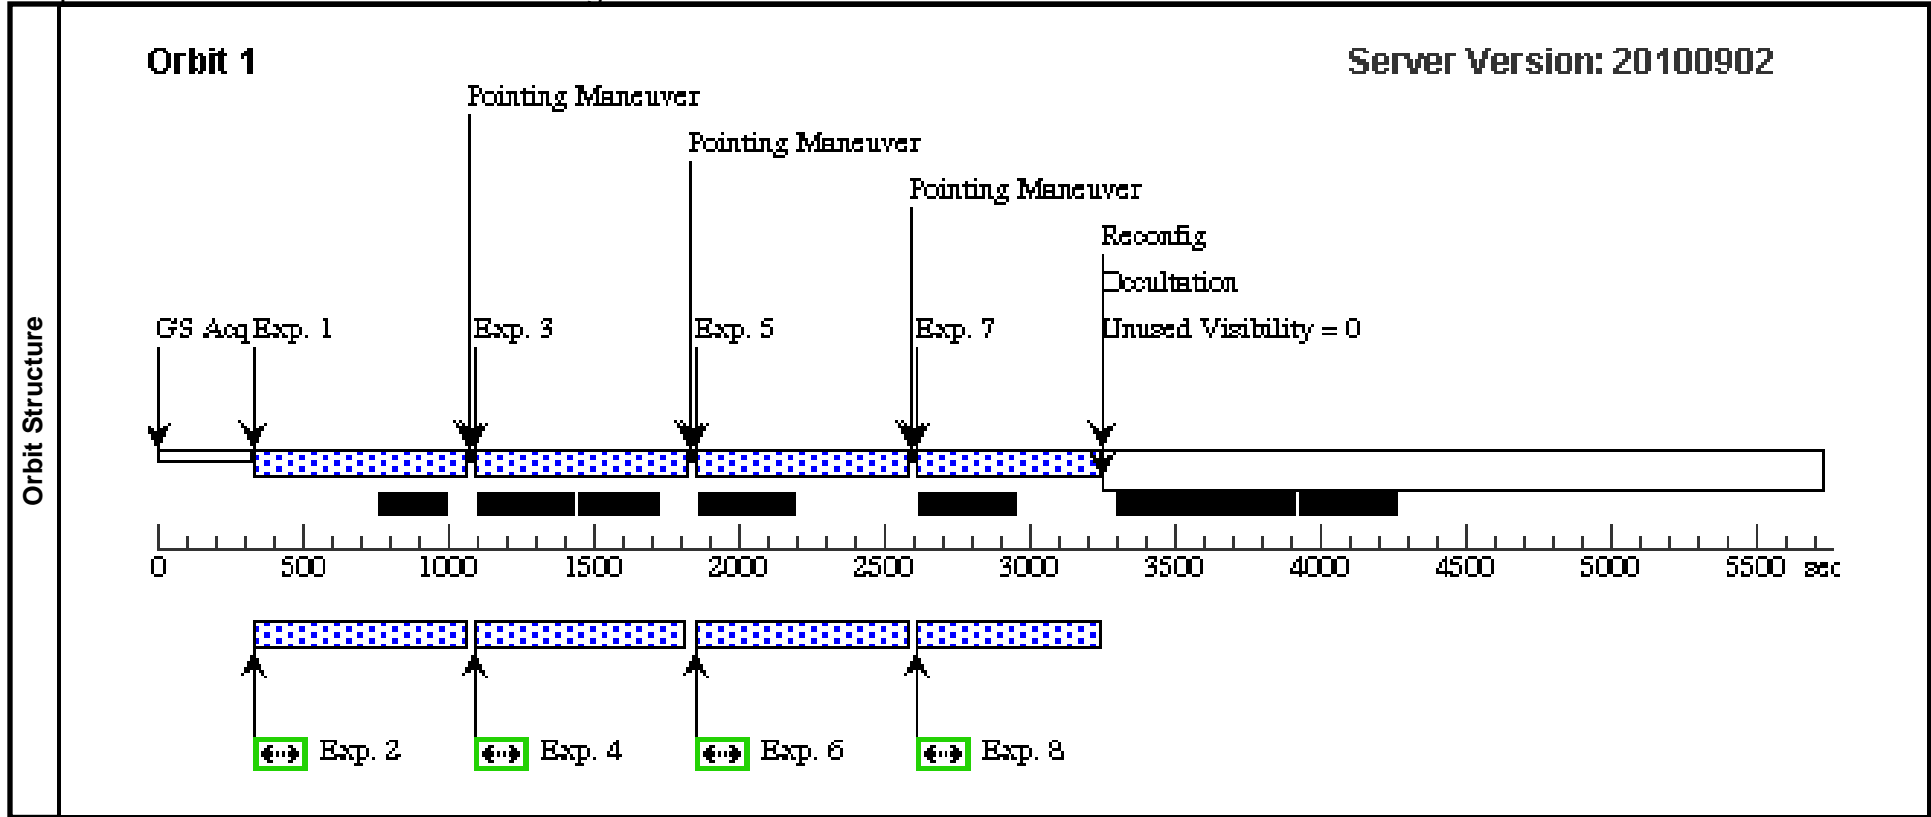 Orbit Structure
Orbit 1
Server Version: 20100902
Pointing Maneuver
Pointing Maneuver
Pointing Maneuver
Reconfig
Occultation
GS Acq Exp. 1 Exp. 3 Exp. 5 Exp. 7 Unused Visibility = 0
0 500 1000 1500 2000 2500 3000 3500 4000 4500 5000 5500 sec
Exp. 2 Exp. 4 Exp. 6 Exp. 8